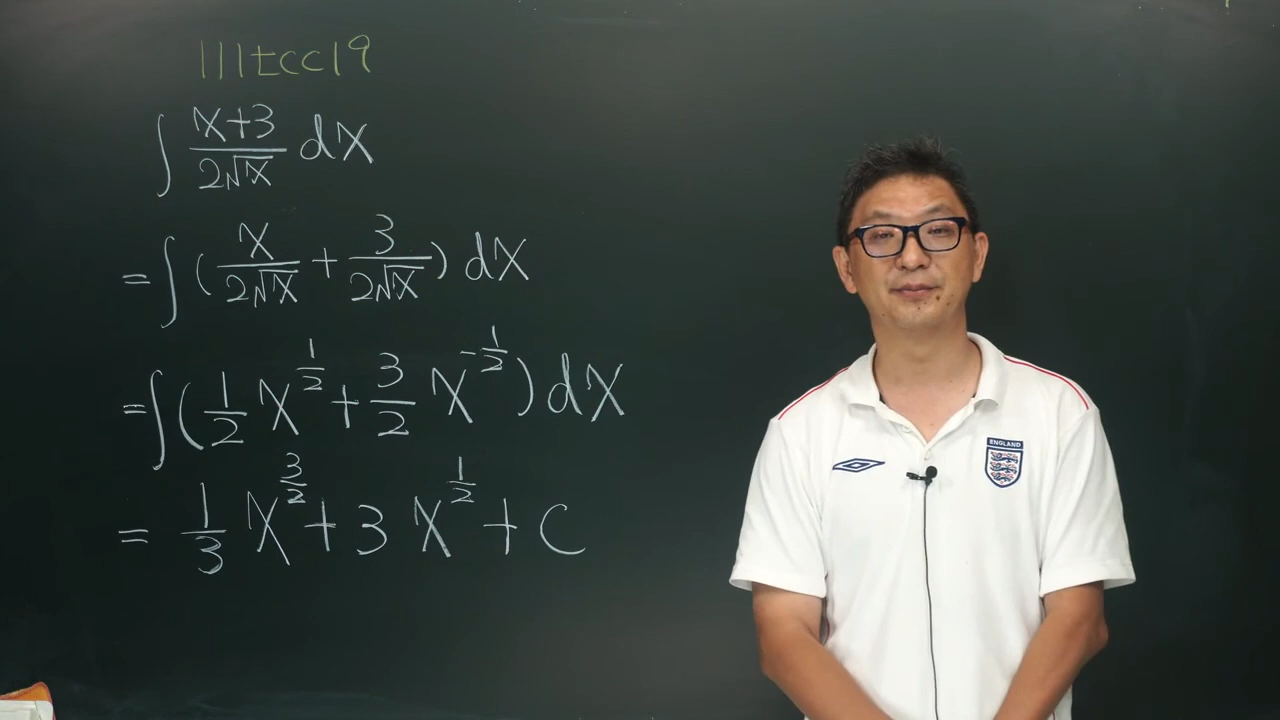 111tcc19
∫ (x+3)/(2√x) dx
= ∫ ( x/(2√x) + 3/(2√x) ) dx
= ∫ ( 1/2 x^(1/2) + 3/2 x^(-1/2) ) dx
= 1/3 x^(3/2) + 3 x^(1/2) + C
ENGLAND